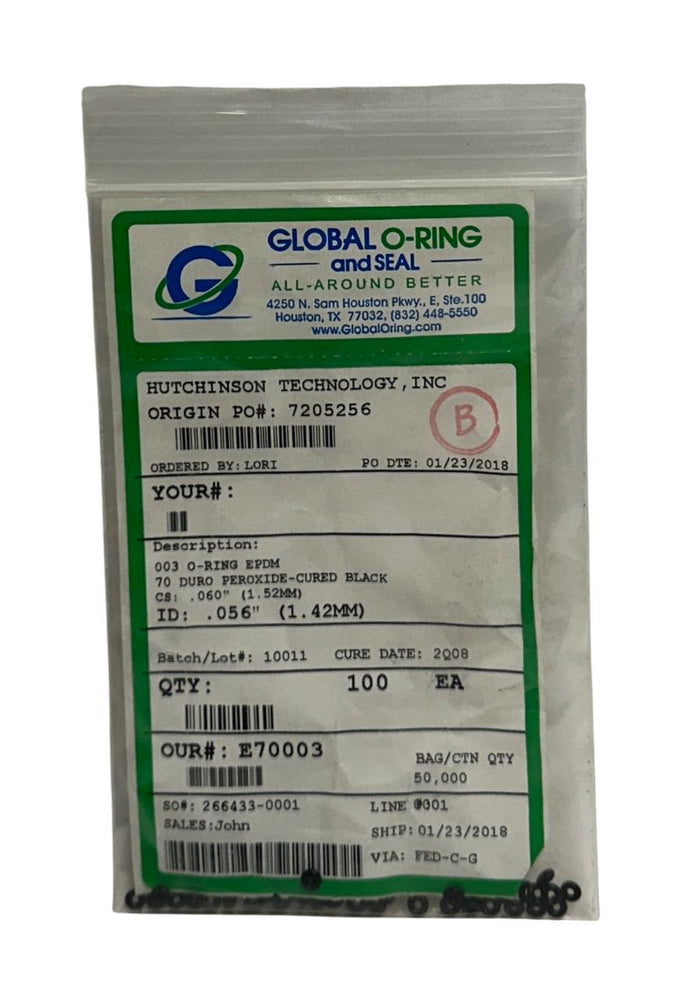 G
GLOBAL O-RING
and SEAL
ALL-AROUND BETTER
4250 N. Sam Houston Pkwy., E, Ste.100
Houston, TX 77032, (832) 448-5550
www.GlobalOring.com
HUTCHINSON TECHNOLOGY,INC
ORIGIN PO#: 7205256
B
ORDERED BY: LORI PO DTE: 01/23/2018
YOUR#:
Description:
003 O-RING EPDM
70 DURO PEROXIDE-CURED BLACK
CS: .060" (1.52MM)
ID: .056" (1.42MM)
Batch/Lot#: 10011 CURE DATE: 2Q08
QTY: 100 EA
OUR#: E70003 BAG/CTN QTY
50,000
SO#: 266433-0001 LINE #001
SALES:John SHIP: 01/23/2018
VIA: FED-C-G